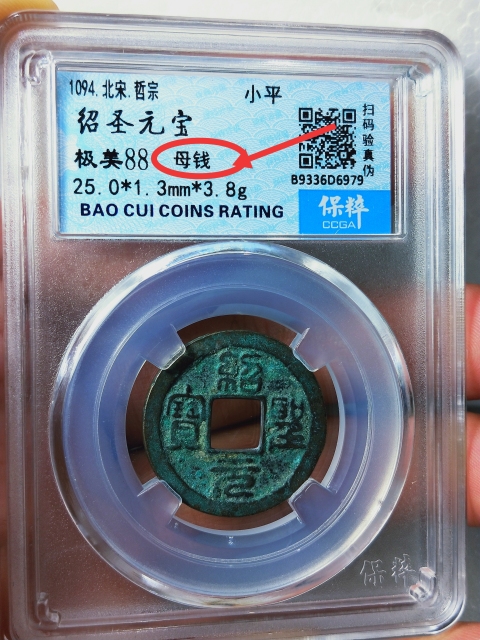 1094.北宋.哲宗
小平
绍圣元宝
极美88 母钱
25.0*1.3mm*3.8g
BAO CUI COINS RATING
扫码验真伪
B9336D6979
保粹
CCGA
紹聖元寶
保粹